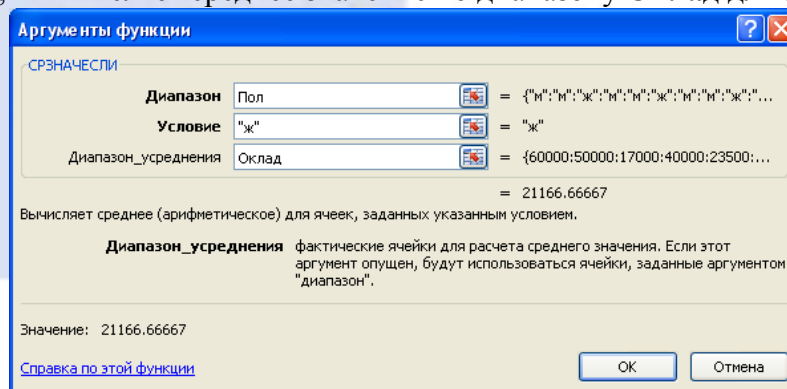 Аргументы функции
СРЗНАЧЕСЛИ
Диапазон Пол = {"м":"м":"ж":"м":"м":"ж":"м":"м":"ж":"...
Условие "ж" = "ж"
Диапазон_усреднения Оклад = {60000:50000:17000:40000:23500:...
= 21166.66667
Вычисляет среднее (арифметическое) для ячеек, заданных указанным условием.
Диапазон_усреднения фактические ячейки для расчета среднего значения. Если этот
аргумент опущен, будут использоваться ячейки, заданные аргументом
"диапазон".
Значение: 21166.66667
Справка по этой функции OK Отмена